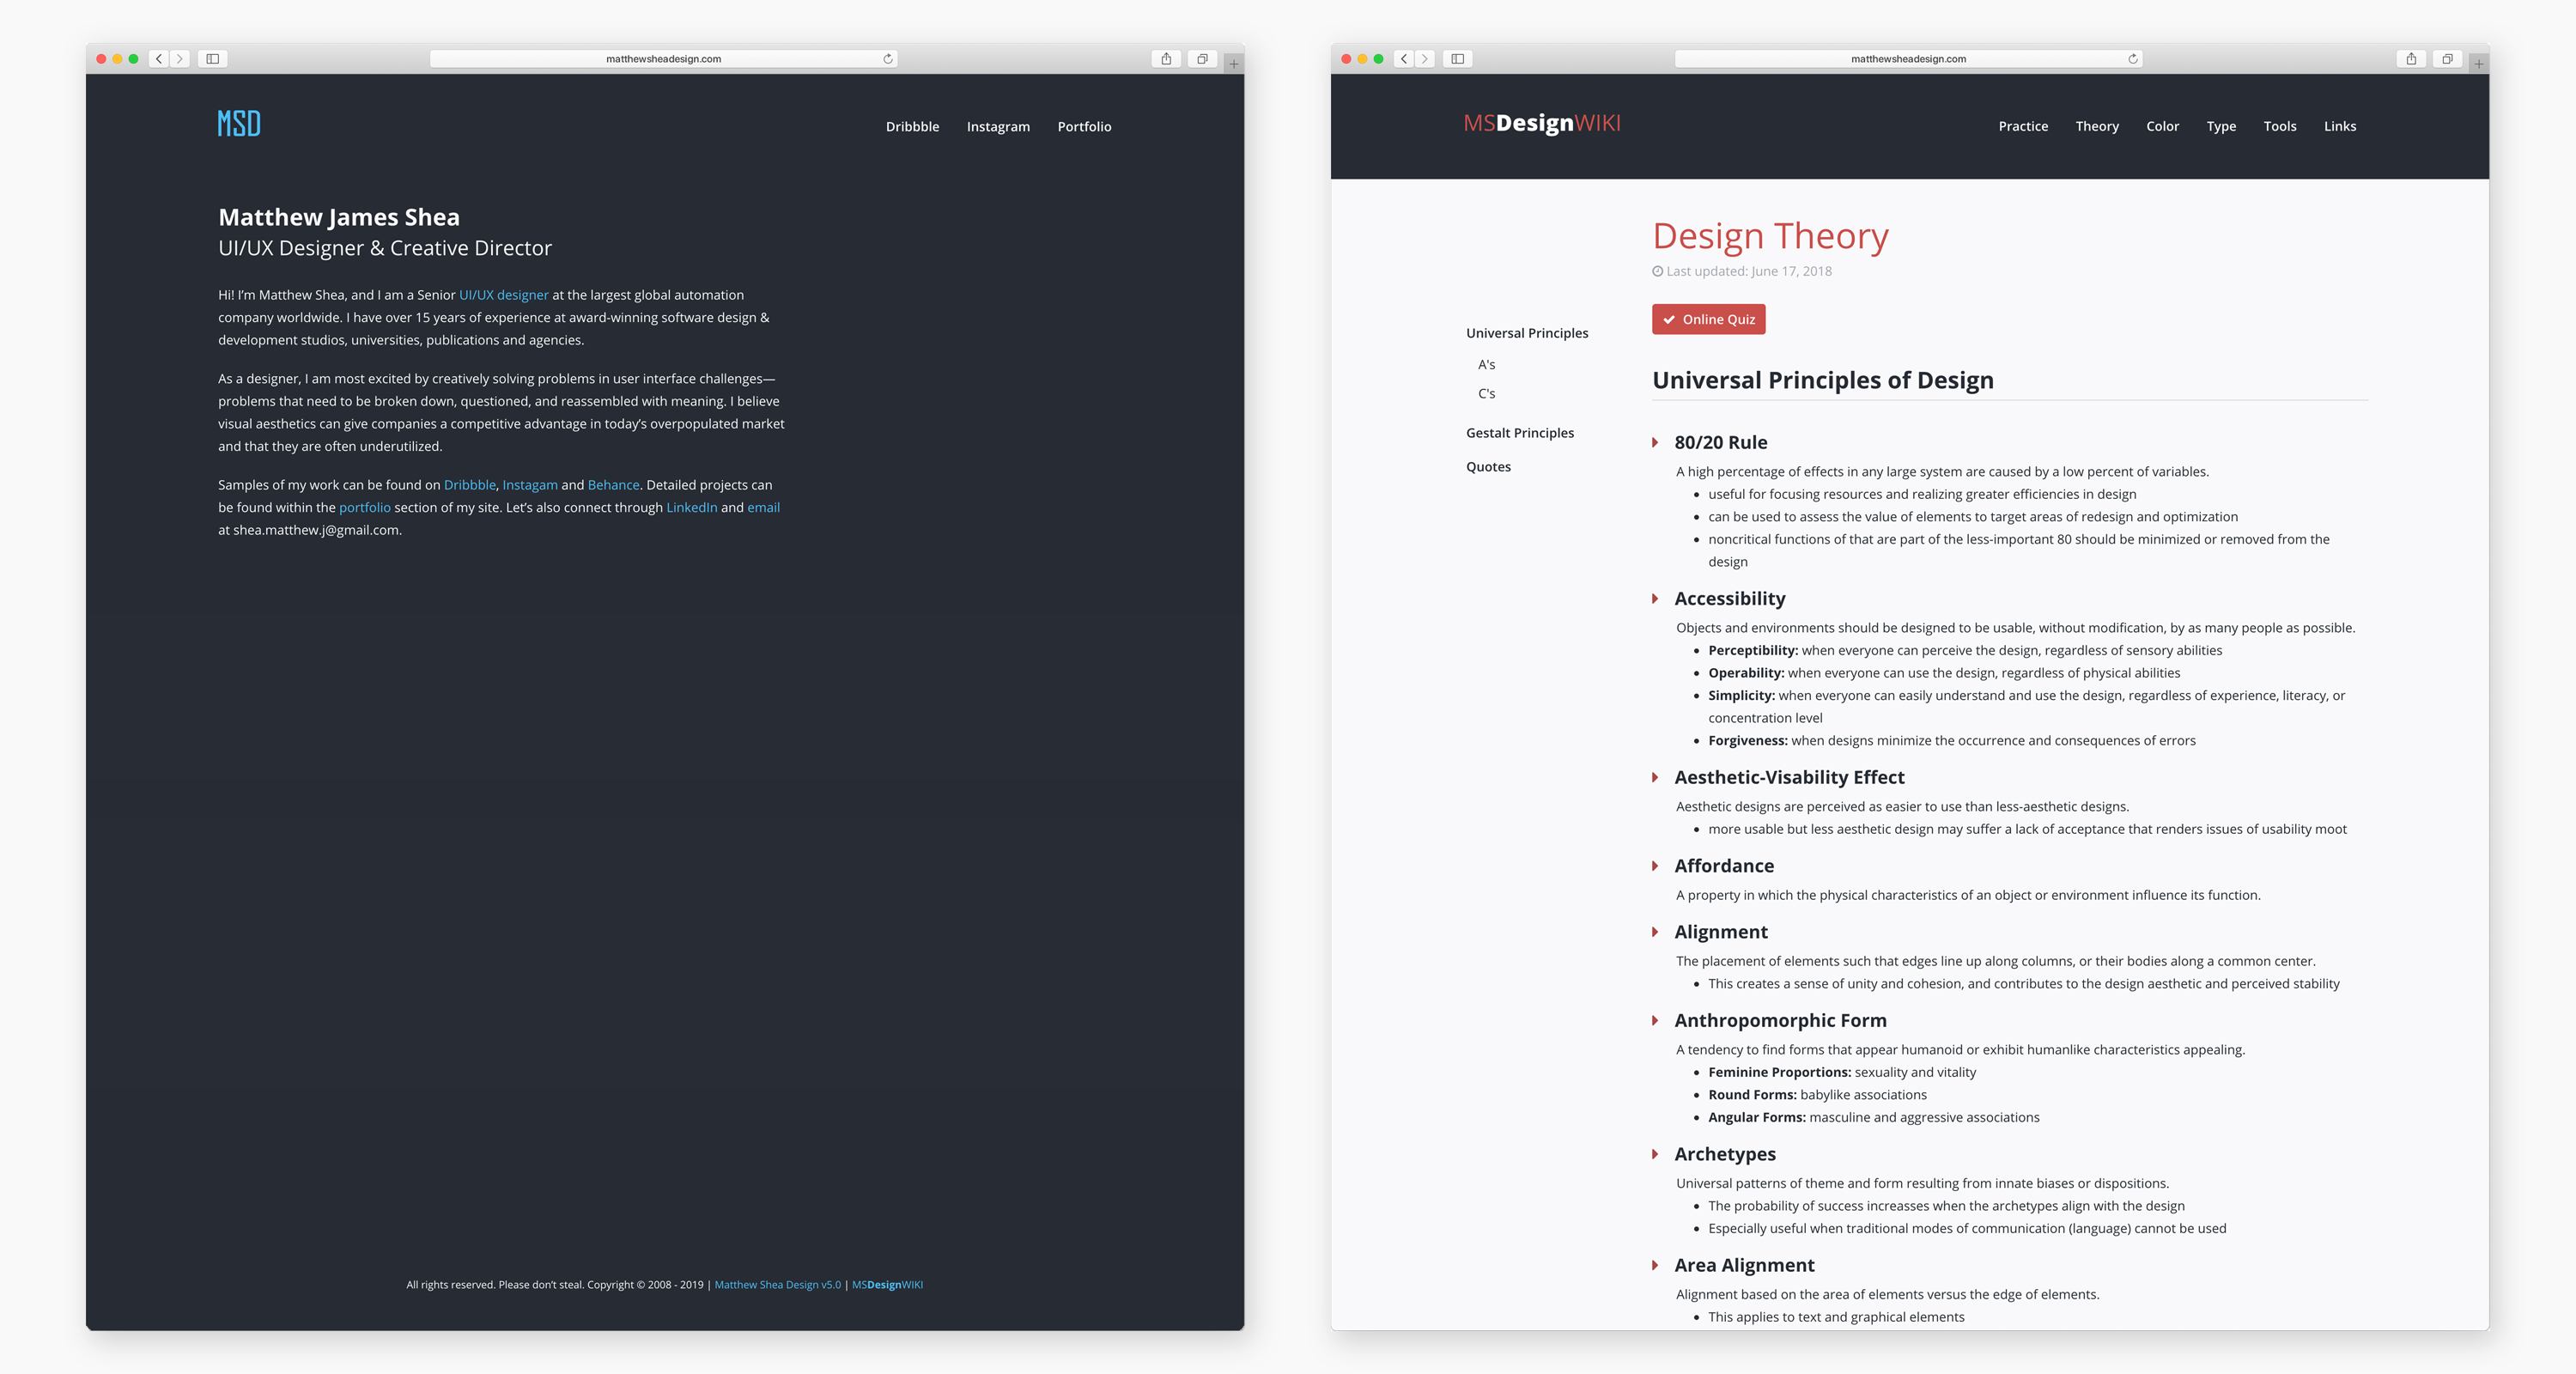 matthewsheadesign.com
MSD
Dribbble Instagram Portfolio
Matthew James Shea
UI/UX Designer & Creative Director
Hi! I’m Matthew Shea, and I am a Senior UI/UX designer at the largest global automation
company worldwide. I have over 15 years of experience at award-winning software design &
development studios, universities, publications and agencies.
As a designer, I am most excited by creatively solving problems in user interface challenges—
problems that need to be broken down, questioned, and reassembled with meaning. I believe
visual aesthetics can give companies a competitive advantage in today’s overpopulated market
and that they are often underutilized.
Samples of my work can be found on Dribbble, Instagam and Behance. Detailed projects can
be found within the portfolio section of my site. Let’s also connect through LinkedIn and email
at shea.matthew.j@gmail.com.
All rights reserved. Please don’t steal. Copyright © 2008 - 2019 | Matthew Shea Design v5.0 | MSDesignWIKI
matthewsheadesign.com
MSDesignWIKI
Practice Theory Color Type Tools Links
Universal Principles
A's
C's
Gestalt Principles
Quotes
Design Theory
Last updated: June 17, 2018
Online Quiz
Universal Principles of Design
80/20 Rule
A high percentage of effects in any large system are caused by a low percent of variables.
• useful for focusing resources and realizing greater efficiencies in design
• can be used to assess the value of elements to target areas of redesign and optimization
• noncritical functions of that are part of the less-important 80 should be minimized or removed from the
design
Accessibility
Objects and environments should be designed to be usable, without modification, by as many people as possible.
• Perceptibility: when everyone can perceive the design, regardless of sensory abilities
• Operability: when everyone can use the design, regardless of physical abilities
• Simplicity: when everyone can easily understand and use the design, regardless of experience, literacy, or
concentration level
• Forgiveness: when designs minimize the occurrence and consequences of errors
Aesthetic-Visability Effect
Aesthetic designs are perceived as easier to use than less-aesthetic designs.
• more usable but less aesthetic design may suffer a lack of acceptance that renders issues of usability moot
Affordance
A property in which the physical characteristics of an object or environment influence its function.
Alignment
The placement of elements such that edges line up along columns, or their bodies along a common center.
• This creates a sense of unity and cohesion, and contributes to the design aesthetic and perceived stability
Anthropomorphic Form
A tendency to find forms that appear humanoid or exhibit humanlike characteristics appealing.
• Feminine Proportions: sexuality and vitality
• Round Forms: babylike associations
• Angular Forms: masculine and aggressive associations
Archetypes
Universal patterns of theme and form resulting from innate biases or dispositions.
• The probability of success increasses when the archetypes align with the design
• Especially useful when traditional modes of communication (language) cannot be used
Area Alignment
Alignment based on the area of elements versus the edge of elements.
• This applies to text and graphical elements